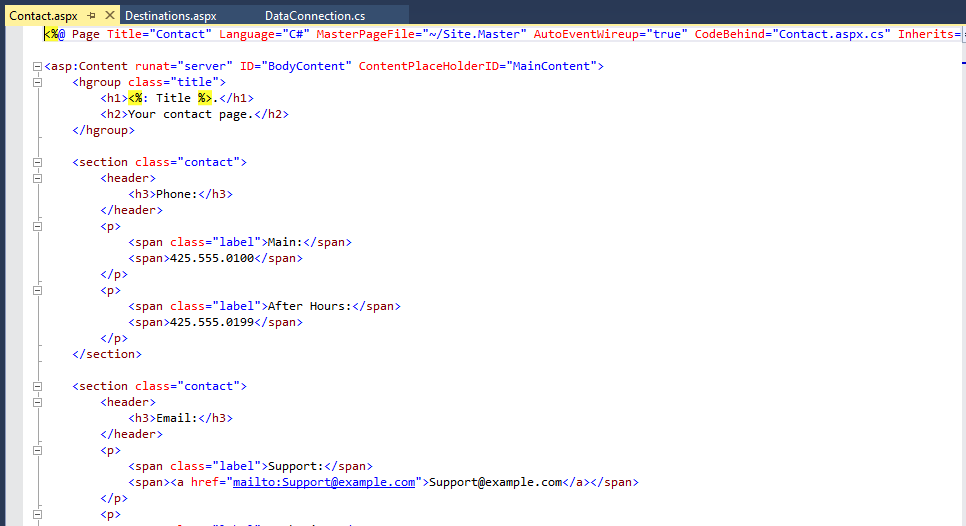 Contact.aspx Destinations.aspx DataConnection.cs
<%@ Page Title="Contact" Language="C#" MasterPageFile="~/Site.Master" AutoEventWireup="true" CodeBehind="Contact.aspx.cs" Inherits=
<asp:Content runat="server" ID="BodyContent" ContentPlaceHolderID="MainContent">
<hgroup class="title">
<h1><%: Title %>.</h1>
<h2>Your contact page.</h2>
</hgroup>
<section class="contact">
<header>
<h3>Phone:</h3>
</header>
<p>
<span class="label">Main:</span>
<span>425.555.0100</span>
</p>
<p>
<span class="label">After Hours:</span>
<span>425.555.0199</span>
</p>
</section>
<section class="contact">
<header>
<h3>Email:</h3>
</header>
<p>
<span class="label">Support:</span>
<span><a href="mailto:Support@example.com">Support@example.com</a></span>
</p>
<p>